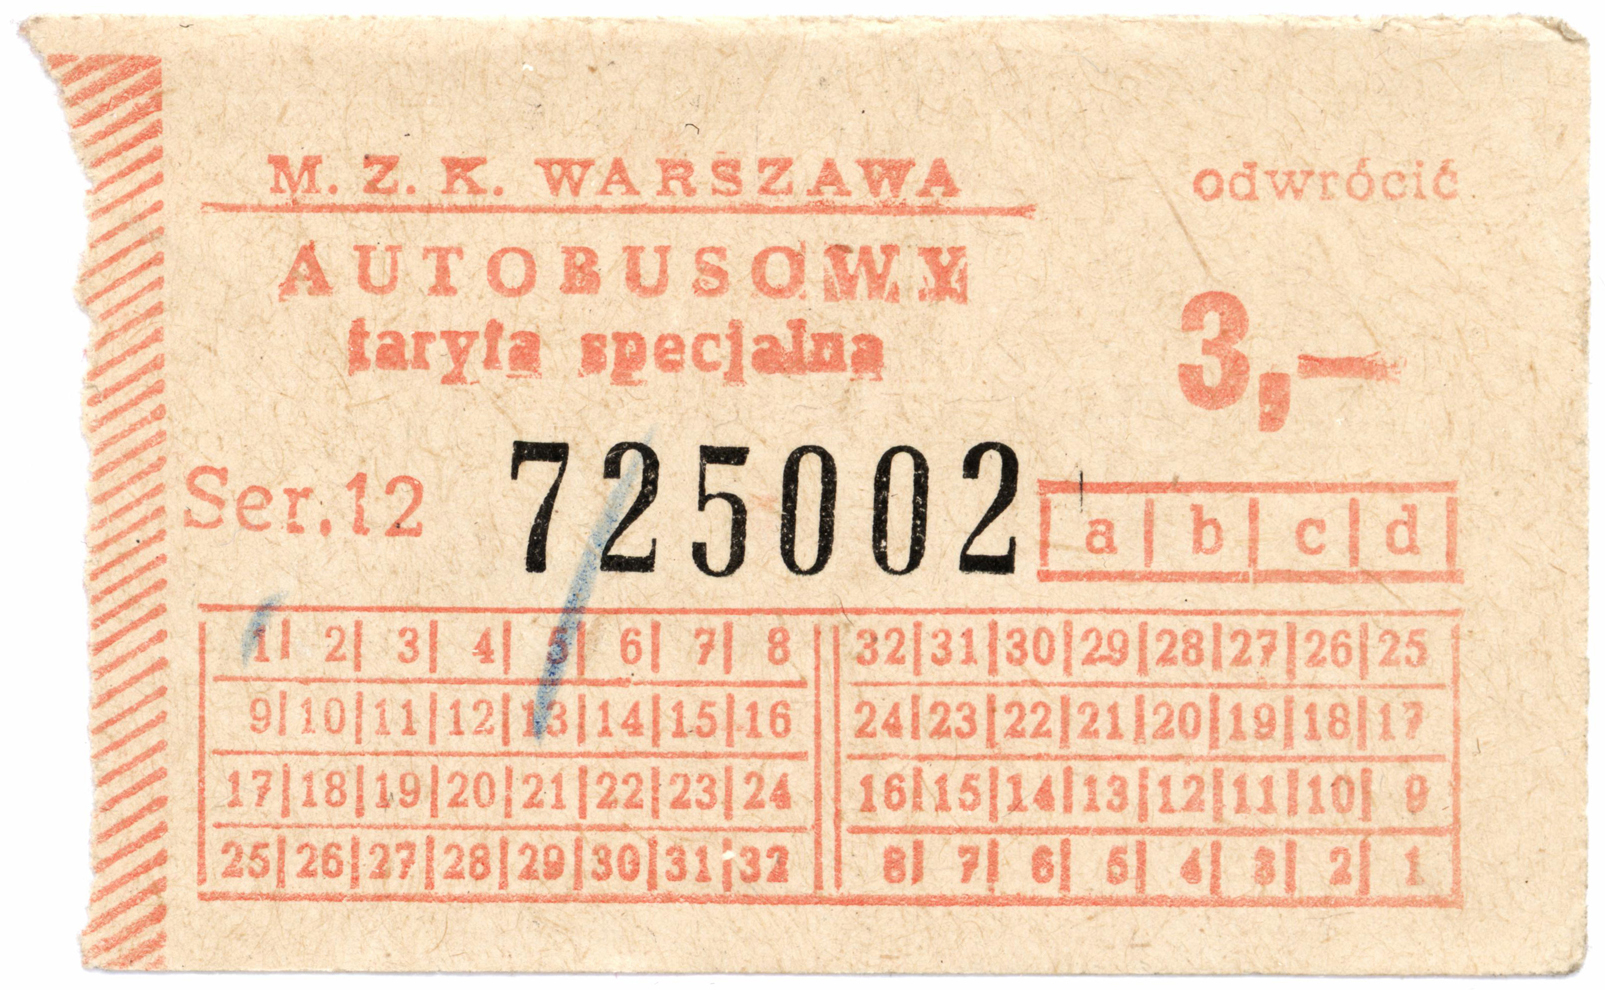 M. Z. K. WARSZAWA
odwrócić
AUTOBUSOWY
taryfa specjalna
3,—
Ser. 12
725002
a b c d
1 2 3 4 5 6 7 8 32 31 30 29 28 27 26 25
9 10 11 12 13 14 15 16 24 23 22 21 20 19 18 17
17 18 19 20 21 22 23 24 16 15 14 13 12 11 10 9
25 26 27 28 29 30 31 32 8 7 6 5 4 3 2 1